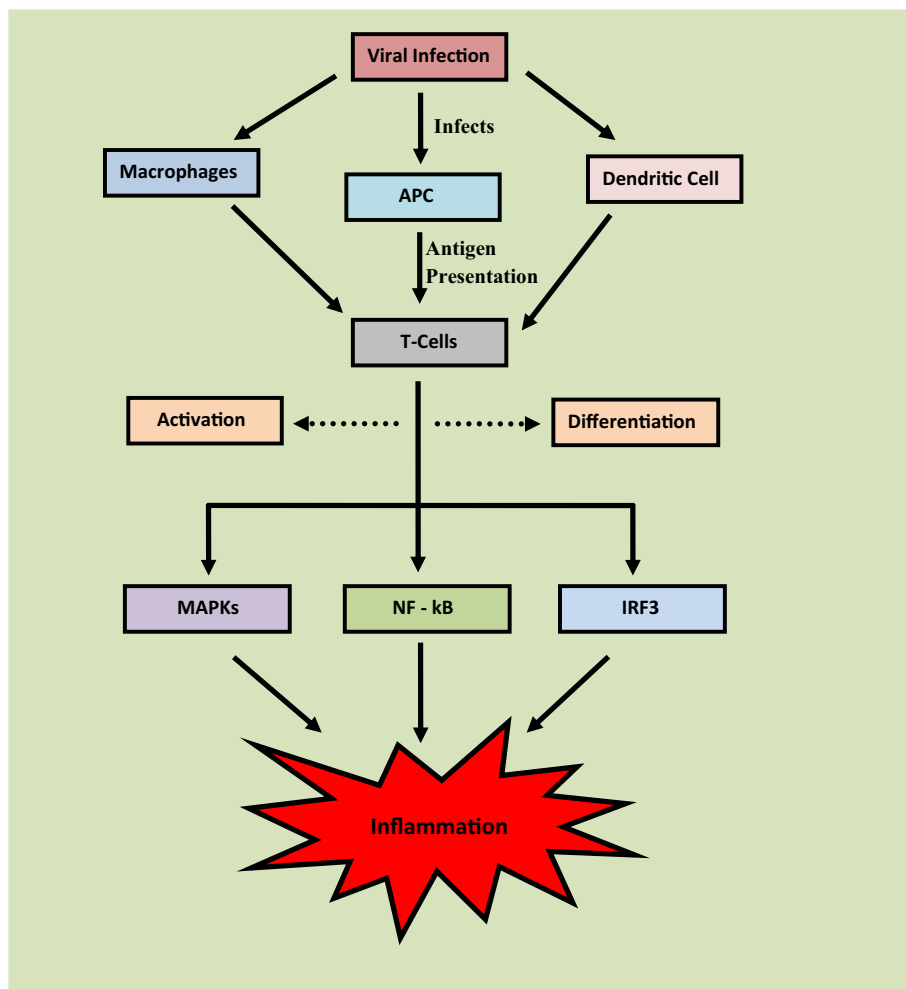 Viral Infection
Infects
Macrophages
APC
Dendritic Cell
Antigen
Presentation
T-Cells
Activation
Differentiation
MAPKs
NF - kB
IRF3
Inflammation